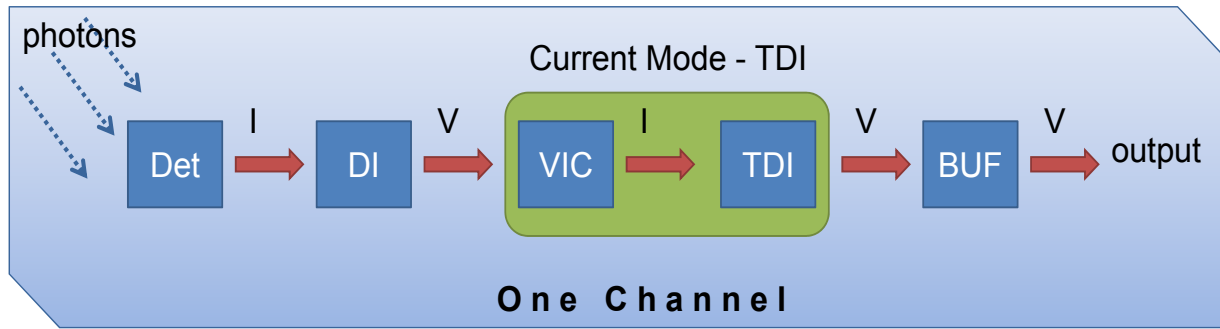 photons
Current Mode - TDI
I V I V V
Det DI VIC TDI BUF output
One Channel